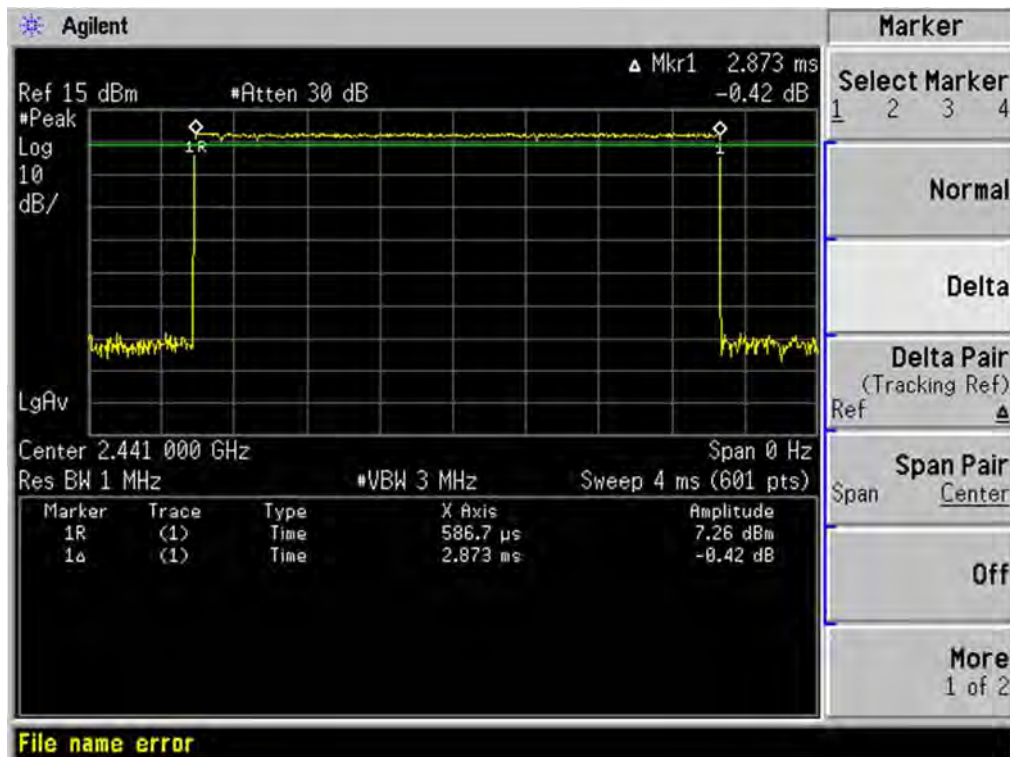 Agilent
Δ Mkr1 2.873 ms
Ref 15 dBm #Atten 30 dB -0.42 dB
#Peak
Log
10
dB/
1R
1
LgAv
Center 2.441 000 GHz Span 0 Hz
Res BW 1 MHz #VBW 3 MHz Sweep 4 ms (601 pts)
Marker Trace Type X Axis Amplitude
1R (1) Time 586.7 µs 7.26 dBm
1Δ (1) Time 2.873 ms -0.42 dB
File name error
Marker
Select Marker
1 2 3 4
Normal
Delta
Delta Pair
(Tracking Ref)
Ref Δ
Span Pair
Span Center
Off
More
1 of 2